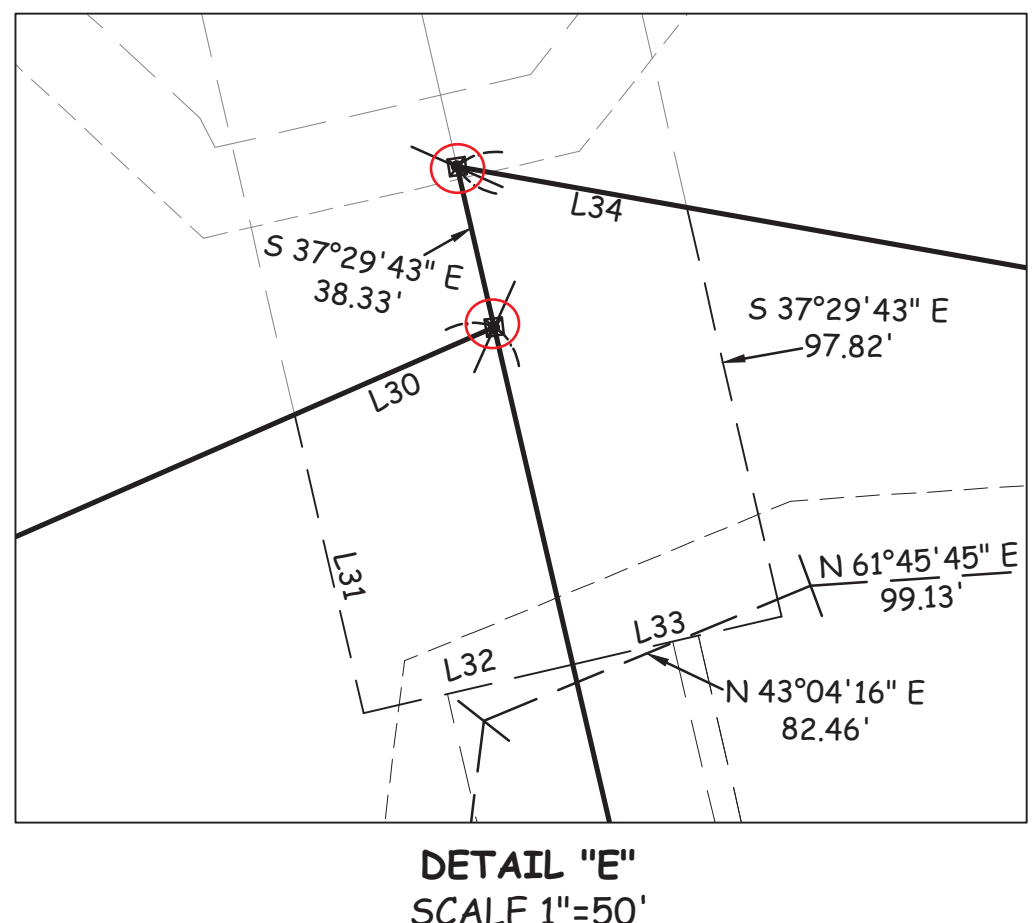 L34
S 37°29'43" E
38.33'
S 37°29'43" E
97.82'
L30
L31
N 61°45'45" E
99.13'
L33
L32
N 43°04'16" E
82.46'
DETAIL "E"
SCALE 1"=50'